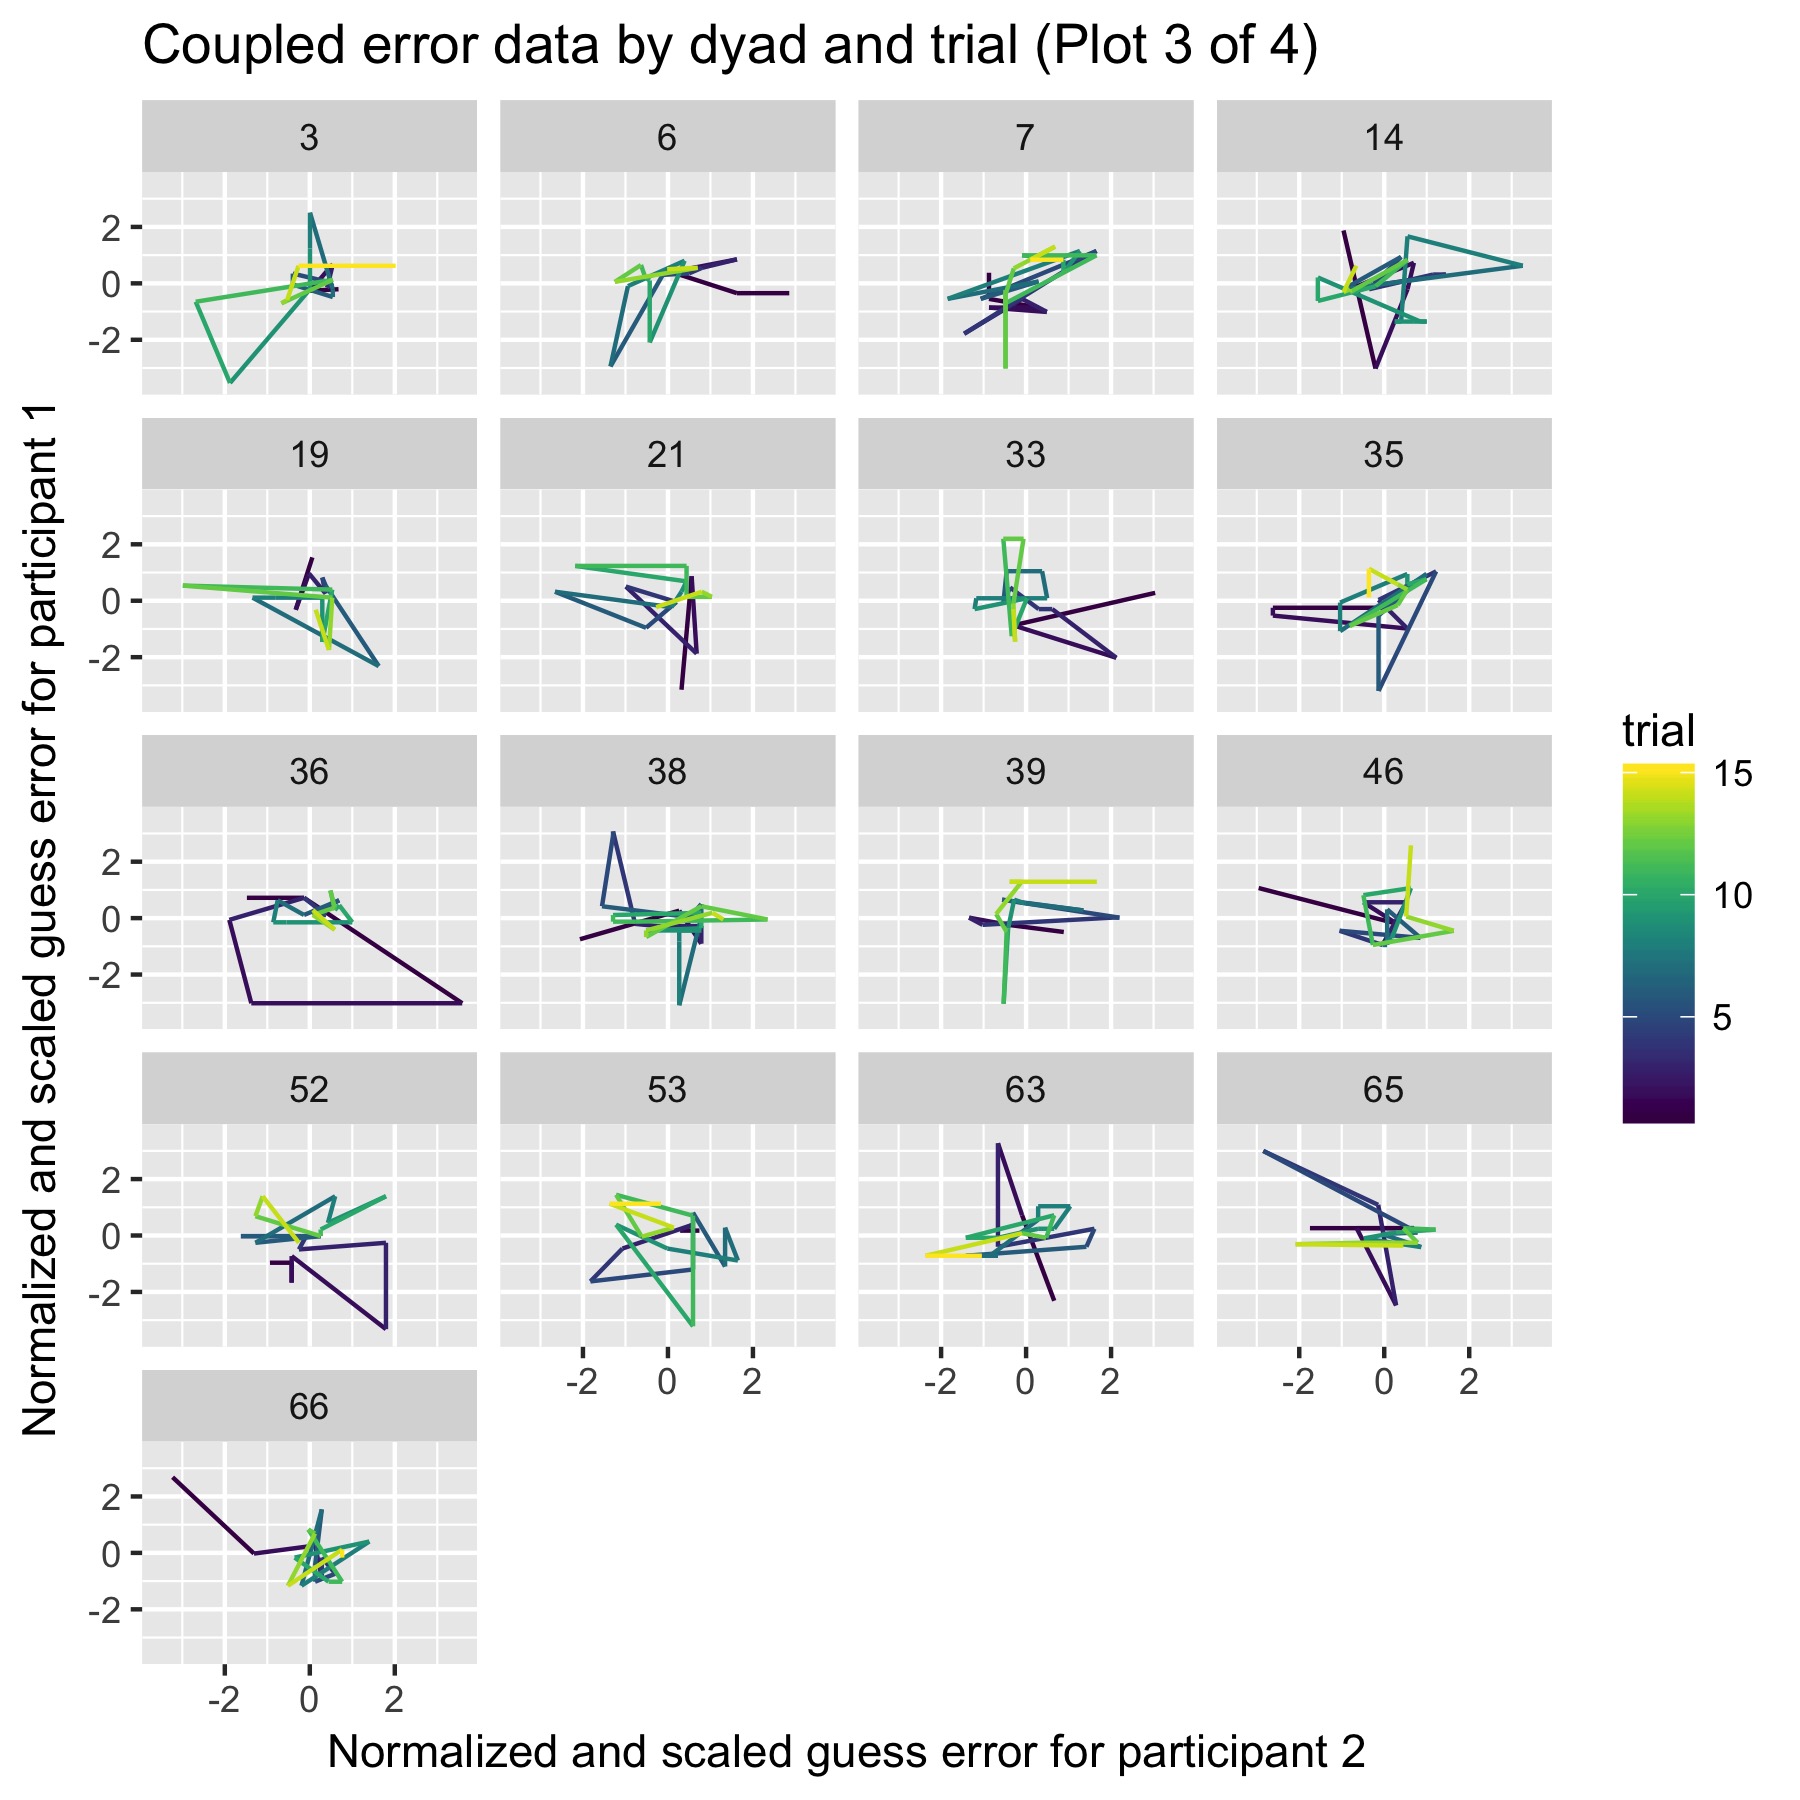 Coupled error data by dyad and trial (Plot 3 of 4)
3 6 7 14
2
0
-2
19 21 33 35
2
0
-2
36 38 39 46
2
0
-2
52 53 63 65
2
0
-2
-2 0 2 -2 0 2 -2 0 2
66
2
0
-2
-2 0 2
Normalized and scaled guess error for participant 1
Normalized and scaled guess error for participant 2
trial
15
10
5